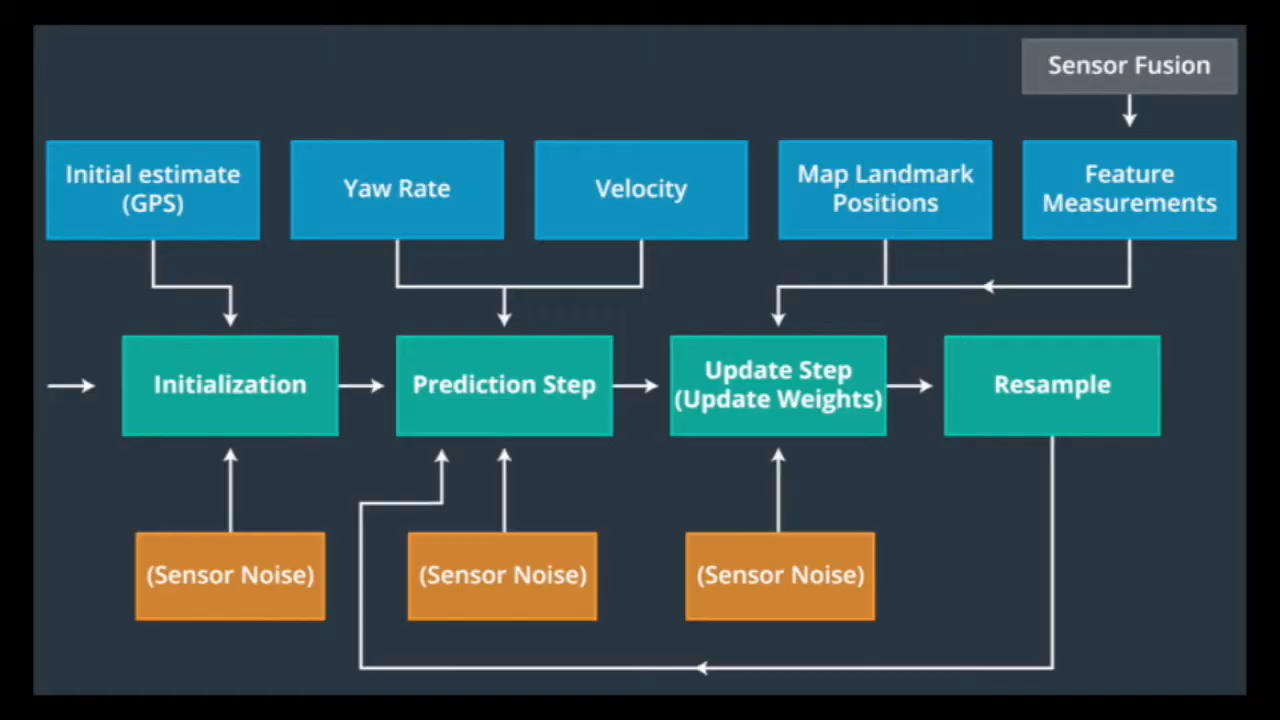 Sensor Fusion
Initial estimate
(GPS)
Yaw Rate
Velocity
Map Landmark
Positions
Feature
Measurements
Initialization
Prediction Step
Update Step
(Update Weights)
Resample
(Sensor Noise)
(Sensor Noise)
(Sensor Noise)